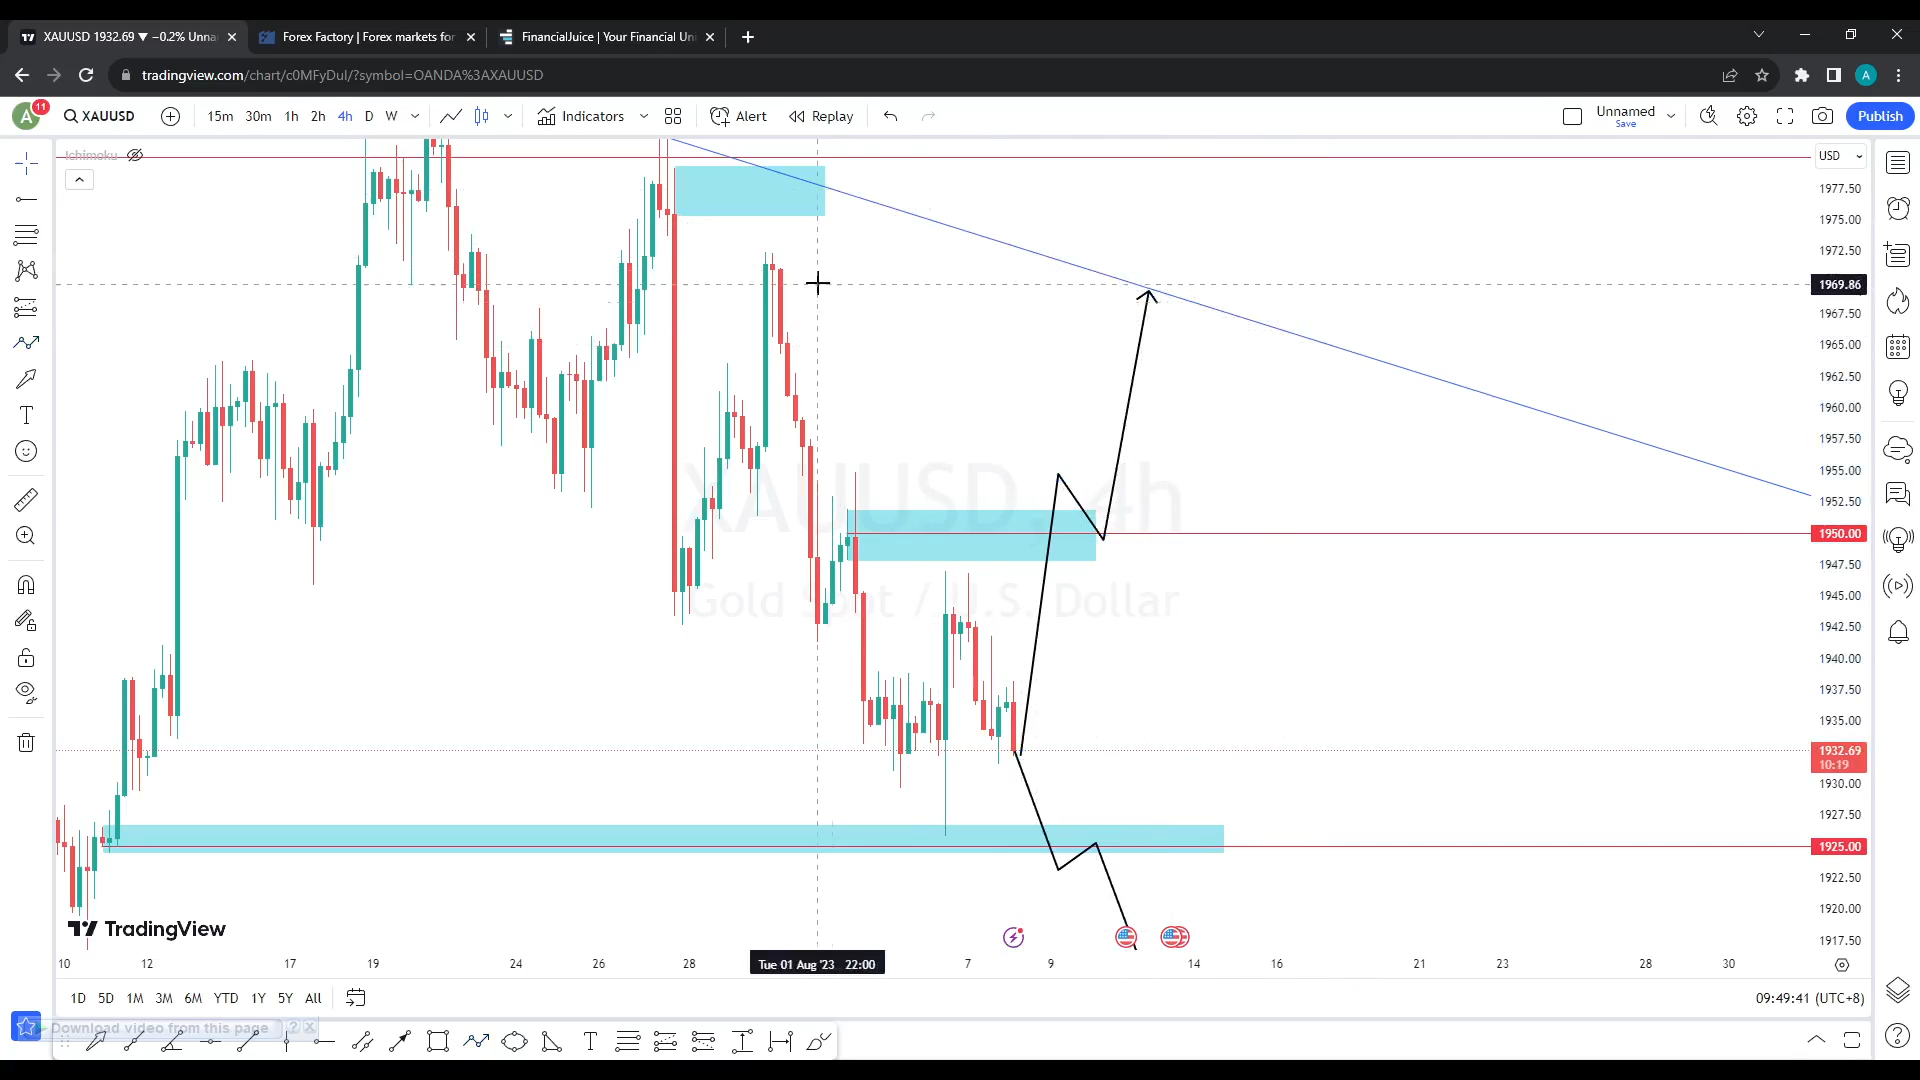 XAUUSD 1932.69 ▼ −0.2% Unna
Forex Factory | Forex markets for
FinancialJuice | Your Financial Uni
tradingview.com/chart/c0MFyDul/?symbol=OANDA%3AXAUUSD
A
A
11
XAUUSD
15m 30m 1h 2h 4h D W
Indicators
Alert
Replay
Unnamed
Save
Publish
Ichimoku
USD
1977.50
1975.00
1972.50
1969.86
1967.50
1965.00
1962.50
1960.00
1957.50
1955.00
1952.50
1950.00
1947.50
1945.00
1942.50
1940.00
1937.50
1935.00
1932.69
10:19
1930.00
1927.50
1925.00
1922.50
1920.00
1917.50
XAUUSD, 4h
Gold Spot / U.S. Dollar
TradingView
10 12 17 19 24 26 28 Tue 01 Aug '23 22:00 7 9 14 16 21 23 28 30
1D 5D 1M 3M 6M YTD 1Y 5Y All
09:49:41 (UTC+8)
Download video from this page ? X